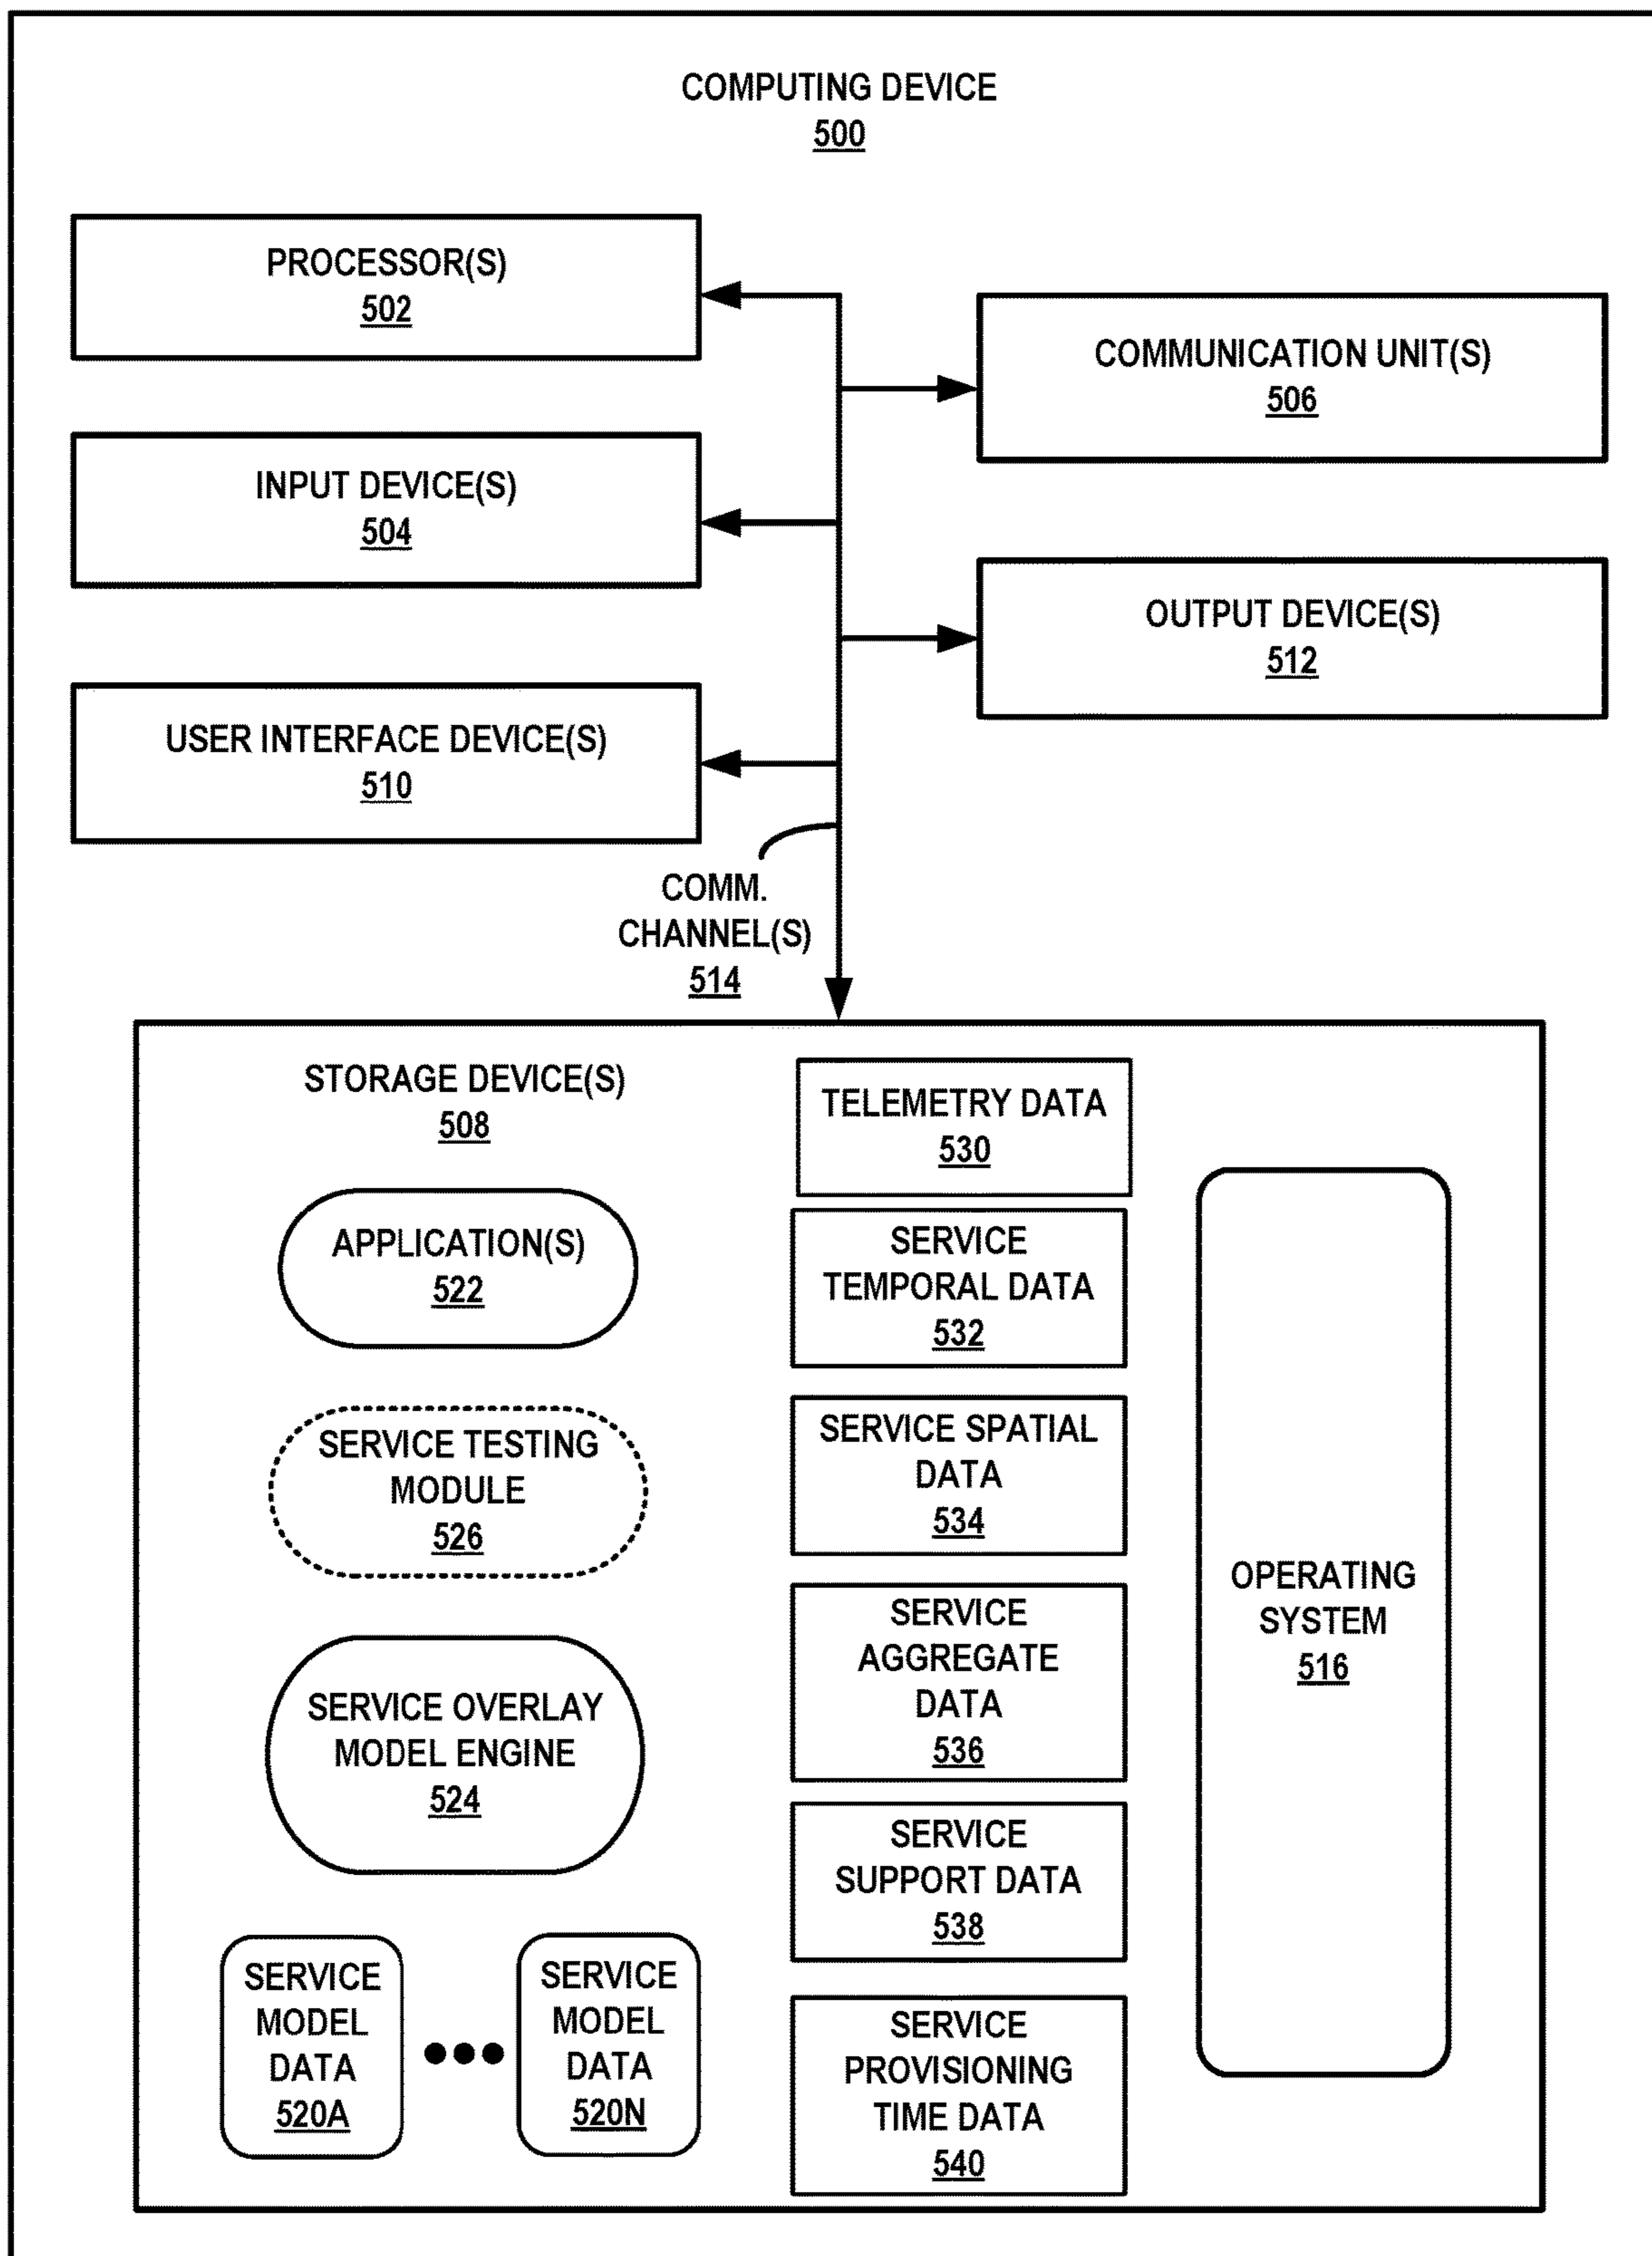 COMPUTING DEVICE
500
PROCESSOR(S)
502
COMMUNICATION UNIT(S)
506
INPUT DEVICE(S)
504
OUTPUT DEVICE(S)
512
USER INTERFACE DEVICE(S)
510
COMM.
CHANNEL(S)
514
STORAGE DEVICE(S)
508
APPLICATION(S)
522
SERVICE TESTING
MODULE
526
SERVICE OVERLAY
MODEL ENGINE
524
SERVICE
MODEL
DATA
520A
SERVICE
MODEL
DATA
520N
TELEMETRY DATA
530
SERVICE
TEMPORAL DATA
532
SERVICE SPATIAL
DATA
534
SERVICE
AGGREGATE
DATA
536
SERVICE
SUPPORT DATA
538
SERVICE
PROVISIONING
TIME DATA
540
OPERATING
SYSTEM
516